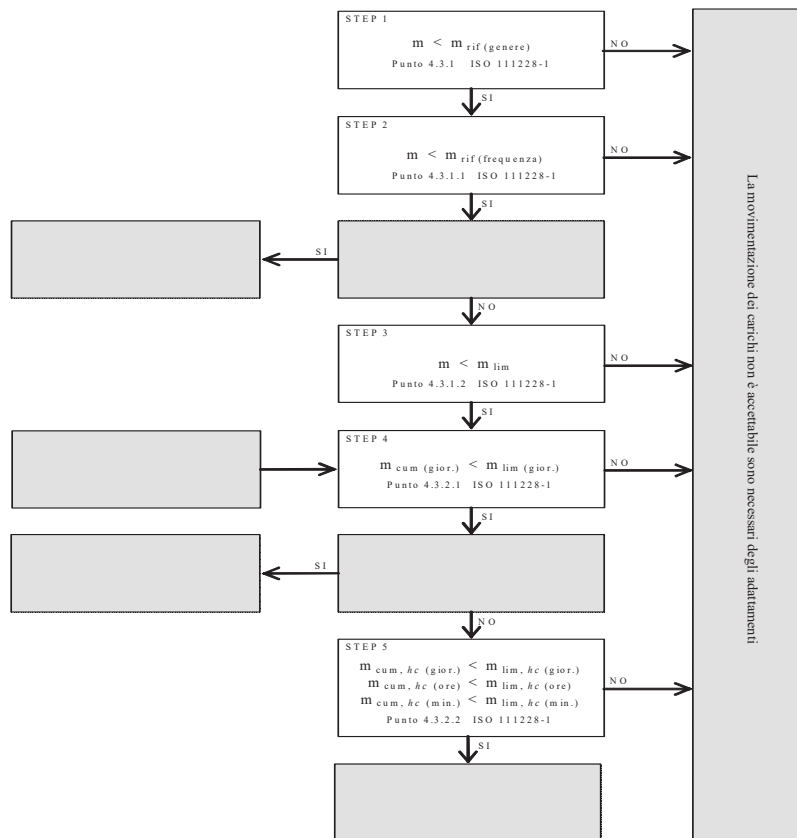 STEP 1
m < m rif (genere)
Punto 4.3.1 ISO 111228-1
NO
SI
STEP 2
m < m rif (frequenza)
Punto 4.3.1.1 ISO 111228-1
NO
SI
SI
NO
STEP 3
m < m lim
Punto 4.3.1.2 ISO 111228-1
NO
SI
STEP 4
m cum (gior.) < m lim (gior.)
Punto 4.3.2.1 ISO 111228-1
NO
SI
SI
NO
STEP 5
m cum, hc (gior.) < m lim, hc (gior.)
m cum, hc (ore) < m lim, hc (ore)
m cum, hc (min.) < m lim, hc (min.)
Punto 4.3.2.2 ISO 111228-1
NO
SI
La movimentazione dei carichi non è accettabile sono necessari degli adattamenti